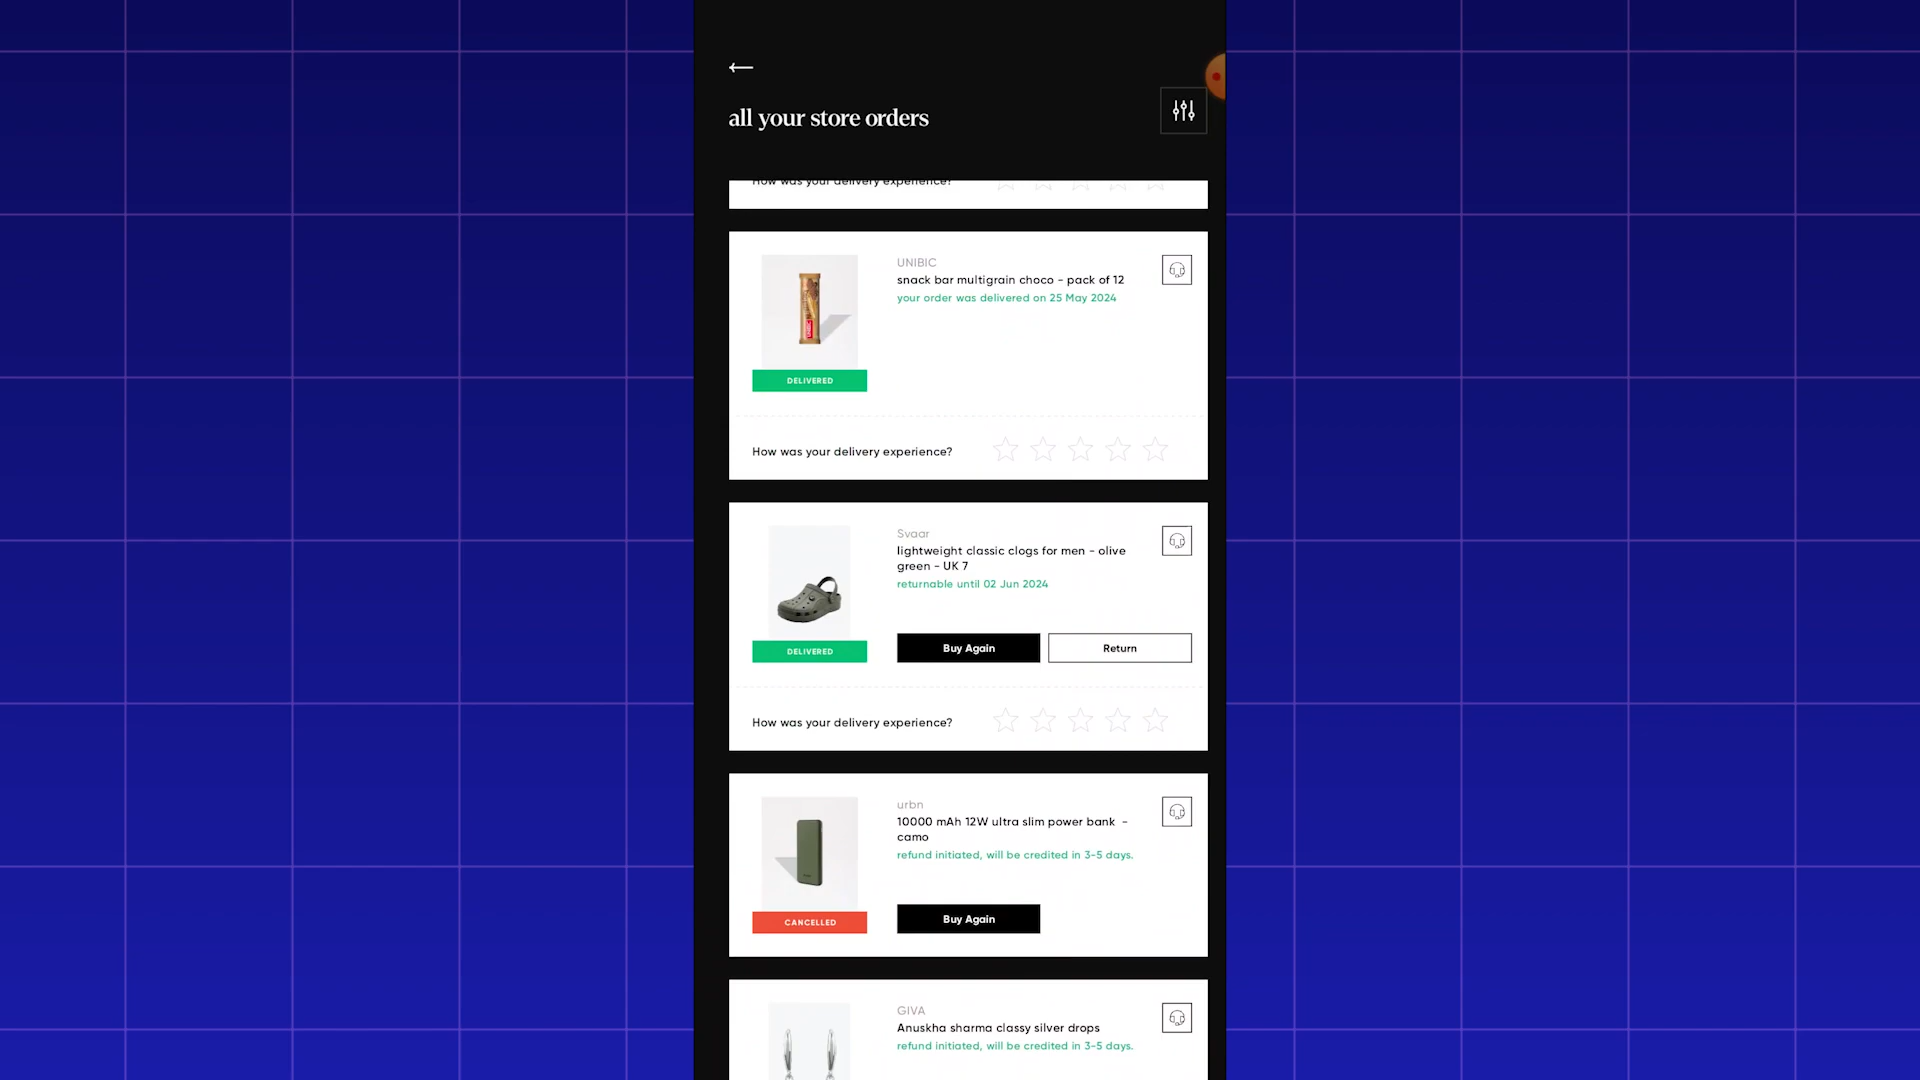 all your store orders
How was your delivery experience?
UNIBIC
snack bar multigrain choco - pack of 12
your order was delivered on 25 May 2024
DELIVERED
How was your delivery experience?
Svaar
lightweight classic clogs for men - olive
green - UK 7
returnable until 02 Jun 2024
Buy Again
Return
DELIVERED
How was your delivery experience?
urbn
10000 mAh 12W ultra slim power bank -
camo
refund initiated, will be credited in 3-5 days.
Buy Again
CANCELLED
GIVA
Anuskha sharma classy silver drops
refund initiated, will be credited in 3-5 days.